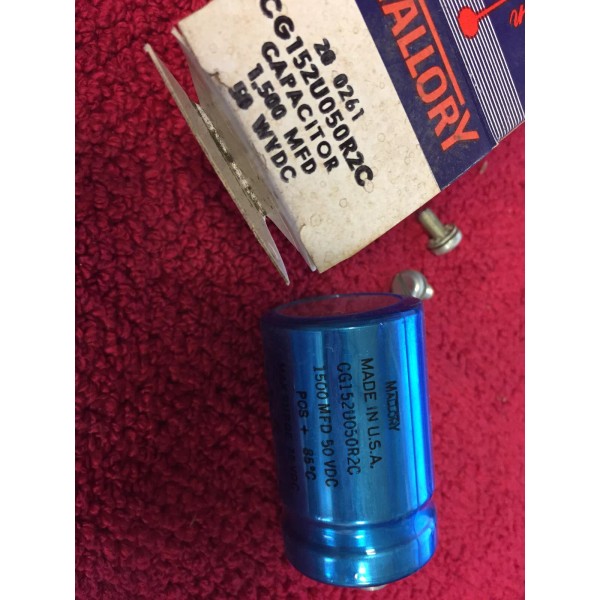 MALLORY
20 0261
CG152U050R2C
CAPACITOR
1,500 MFD
50 WVDC
MALLORY
MADE IN U.S.A.
CG152U050R2C
1500 MFD 50 VDC
POS + 85°C